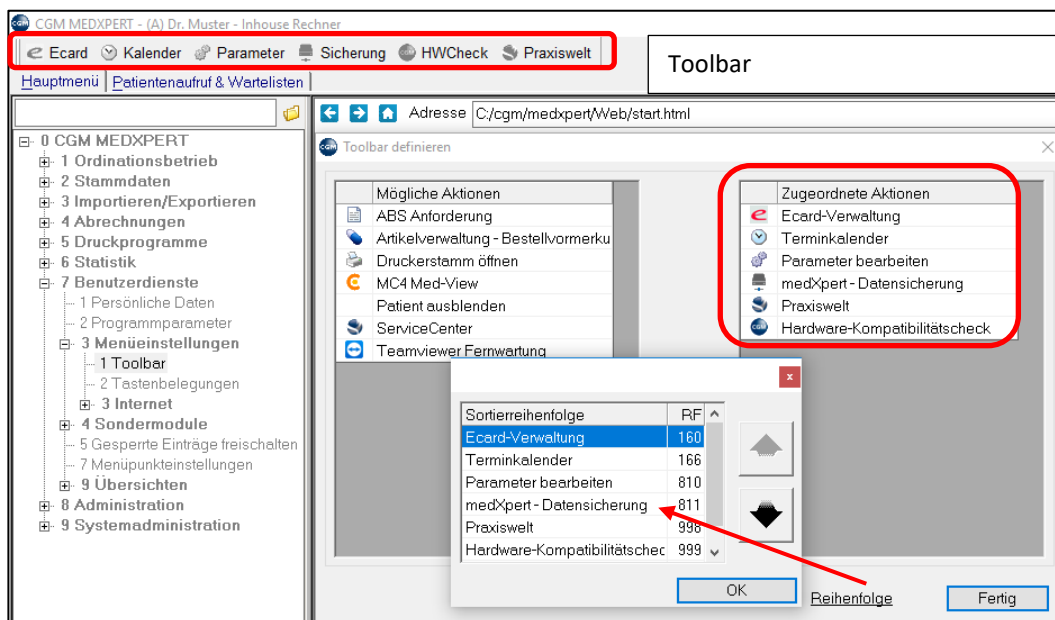 CGM MEDXPERT - (A) Dr. Muster - Inhouse Rechner
Ecard Kalender Parameter Sicherung HWCheck Praxiswelt
Toolbar
Hauptmenü Patientenaufruf & Wartelisten
Adresse C:/cgm/medxpert/Web/start.html
0 CGM MEDXPERT
1 Ordinationsbetrieb
2 Stammdaten
3 Importieren/Exportieren
4 Abrechnungen
5 Druckprogramme
6 Statistik
7 Benutzerdienste
1 Persönliche Daten
2 Programmparameter
3 Menüeinstellungen
1 Toolbar
2 Tastenbelegungen
3 Internet
4 Sondermodule
5 Gesperrte Einträge freischalten
7 Menüpunkteinstellungen
9 Übersichten
8 Administration
9 Systemadministration
CGM Toolbar definieren
Mögliche Aktionen
ABS Anforderung
Artikelverwaltung - Bestellvormerku
Druckerstamm öffnen
MC4 Med-View
Patient ausblenden
ServiceCenter
Teamviewer Fernwartung
Zugeordnete Aktionen
Ecard-Verwaltung
Terminkalender
Parameter bearbeiten
medXpert - Datensicherung
Praxiswelt
CGM Hardware-Kompatibilitätscheck
x
Sortierreihenfolge RF
Ecard-Verwaltung 160
Terminkalender 166
Parameter bearbeiten 810
medXpert - Datensicherung 811
Praxiswelt 998
Hardware-Kompatibilitätschec 999
OK
Reihenfolge
Fertig